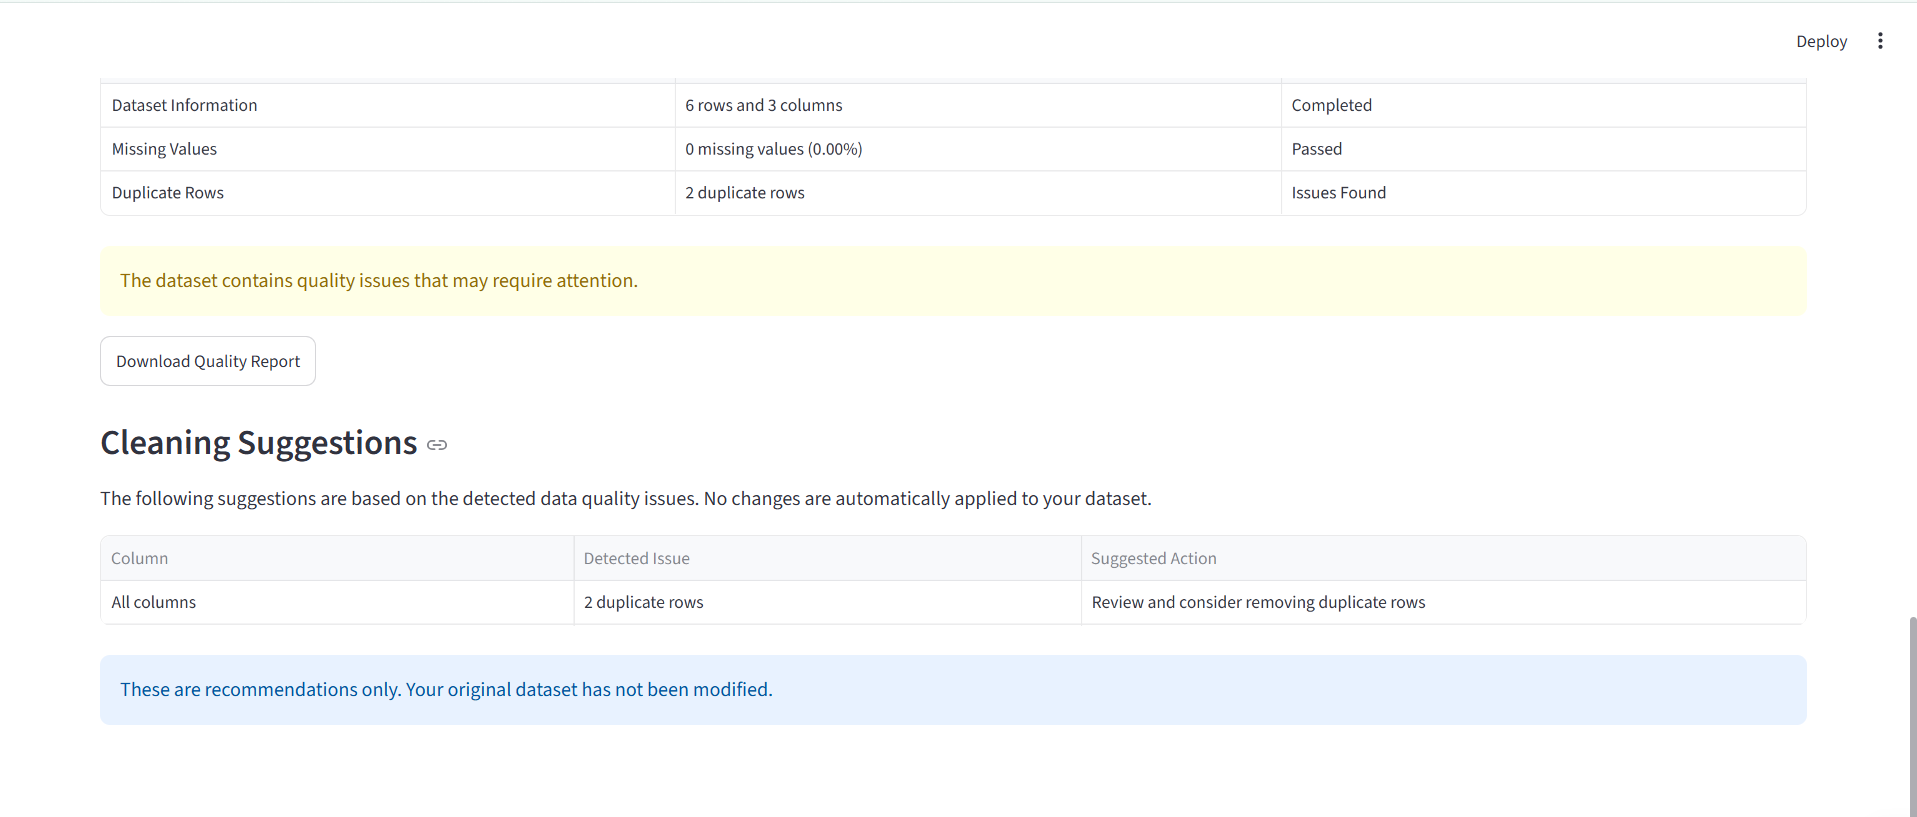 Deploy
Dataset Information 6 rows and 3 columns Completed
Missing Values 0 missing values (0.00%) Passed
Duplicate Rows 2 duplicate rows Issues Found
The dataset contains quality issues that may require attention.
Download Quality Report
Cleaning Suggestions
The following suggestions are based on the detected data quality issues. No changes are automatically applied to your dataset.
Column Detected Issue Suggested Action
All columns 2 duplicate rows Review and consider removing duplicate rows
These are recommendations only. Your original dataset has not been modified.